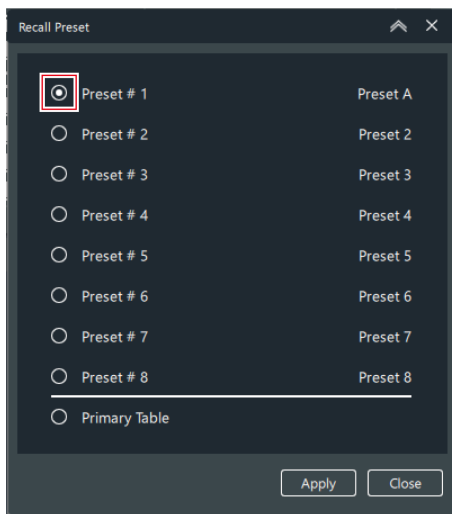 Recall Preset
Preset # 1 Preset A
Preset # 2 Preset 2
Preset # 3 Preset 3
Preset # 4 Preset 4
Preset # 5 Preset 5
Preset # 6 Preset 6
Preset # 7 Preset 7
Preset # 8 Preset 8
Primary Table
Apply Close